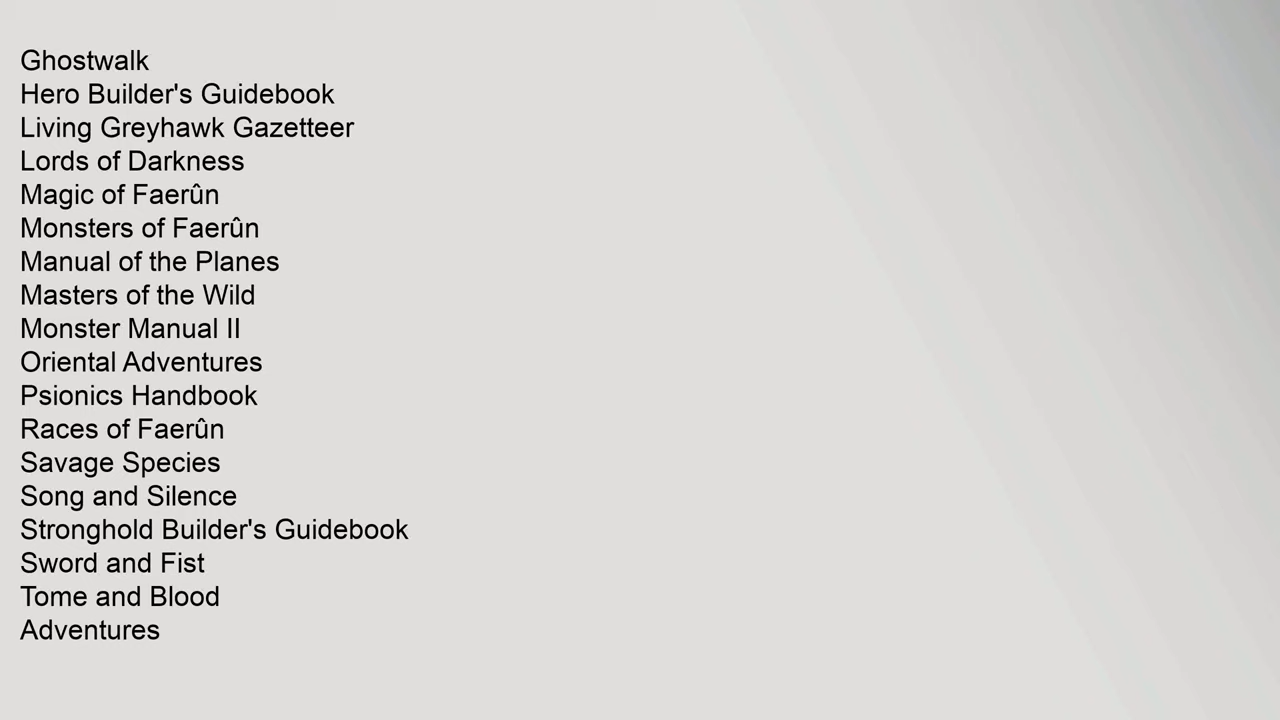 Ghostwalk
Hero Builder's Guidebook
Living Greyhawk Gazetteer
Lords of Darkness
Magic of Faerûn
Monsters of Faerûn
Manual of the Planes
Masters of the Wild
Monster Manual II
Oriental Adventures
Psionics Handbook
Races of Faerûn
Savage Species
Song and Silence
Stronghold Builder's Guidebook
Sword and Fist
Tome and Blood
Adventures